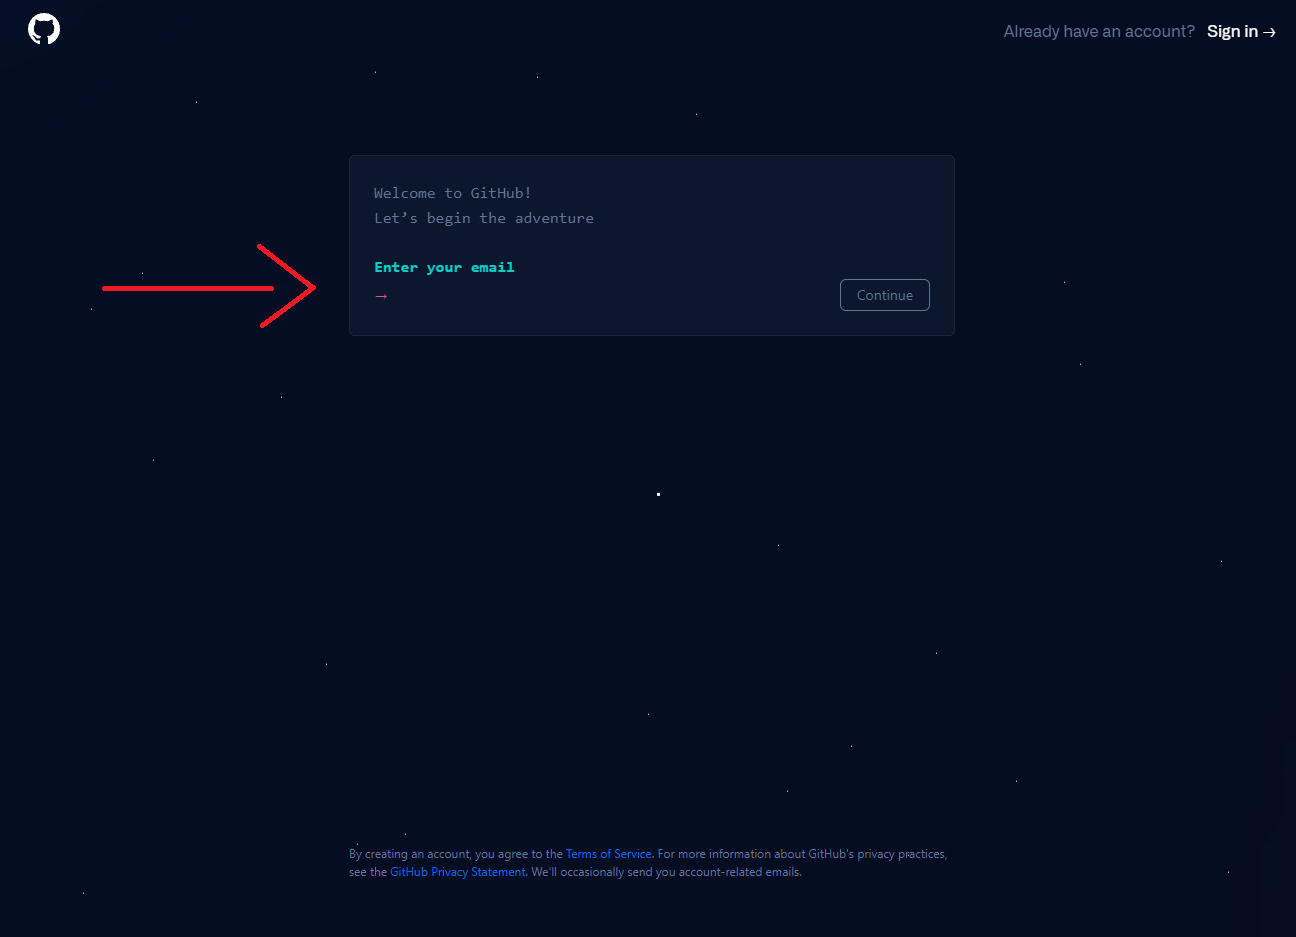 Already have an account? Sign in →
Welcome to GitHub!
Let’s begin the adventure
Enter your email
→
Continue
By creating an account, you agree to the Terms of Service. For more information about GitHub's privacy practices,
see the GitHub Privacy Statement. We'll occasionally send you account-related emails.